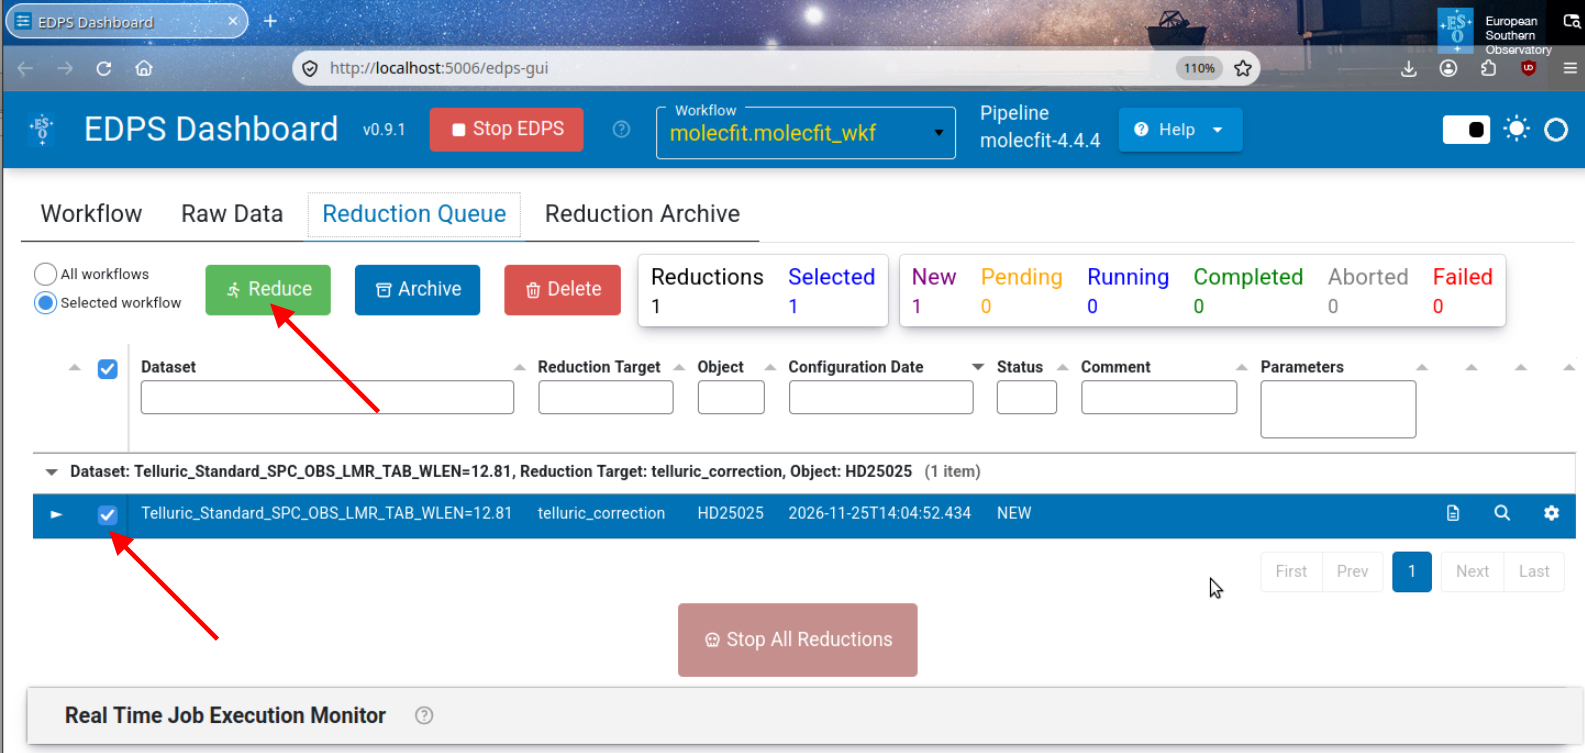 EDPS Dashboard
European
Southern
Observatory
ESO
http://localhost:5006/edps-gui
110%
EDPS Dashboard v0.9.1 Stop EDPS
Workflow
molecfit.molecfit_wkf
Pipeline
molecfit-4.4.4
Help
Workflow Raw Data Reduction Queue Reduction Archive
All workflows
Selected workflow
Reduce Archive Delete
Reductions Selected
1 1
New Pending Running Completed Aborted Failed
1 0 0 0 0 0
Dataset Reduction Target Object Configuration Date Status Comment Parameters
Dataset: Telluric_Standard_SPC_OBS_LMR_TAB_WLEN=12.81, Reduction Target: telluric_correction, Object: HD25025 (1 item)
Telluric_Standard_SPC_OBS_LMR_TAB_WLEN=12.81 telluric_correction HD25025 2026-11-25T14:04:52.434 NEW
First Prev 1 Next Last
Stop All Reductions
Real Time Job Execution Monitor